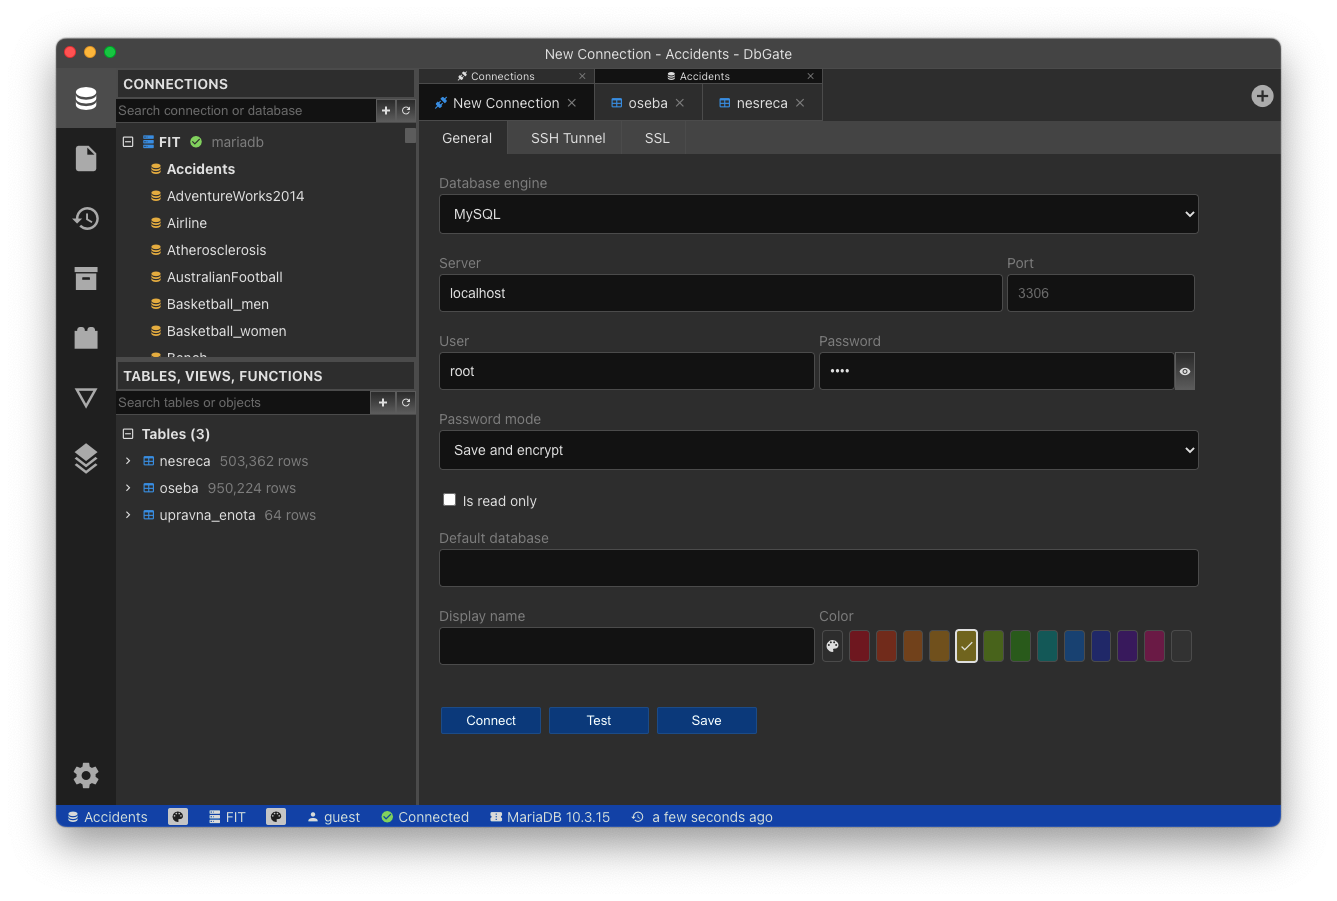 New Connection - Accidents - DbGate
CONNECTIONS
Search connection or database
FIT mariadb
Accidents
AdventureWorks2014
Airline
Atherosclerosis
AustralianFootball
Basketball_men
Basketball_women
TABLES, VIEWS, FUNCTIONS
Search tables or objects
Tables (3)
nesreca 503,362 rows
oseba 950,224 rows
upravna_enota 64 rows
Connections
Accidents
New Connection
oseba
nesreca
General
SSH Tunnel
SSL
Database engine
MySQL
Server
Port
localhost
3306
User
Password
root
••••
Password mode
Save and encrypt
Is read only
Default database
Display name
Color
Connect
Test
Save
Accidents FIT guest Connected MariaDB 10.3.15 a few seconds ago